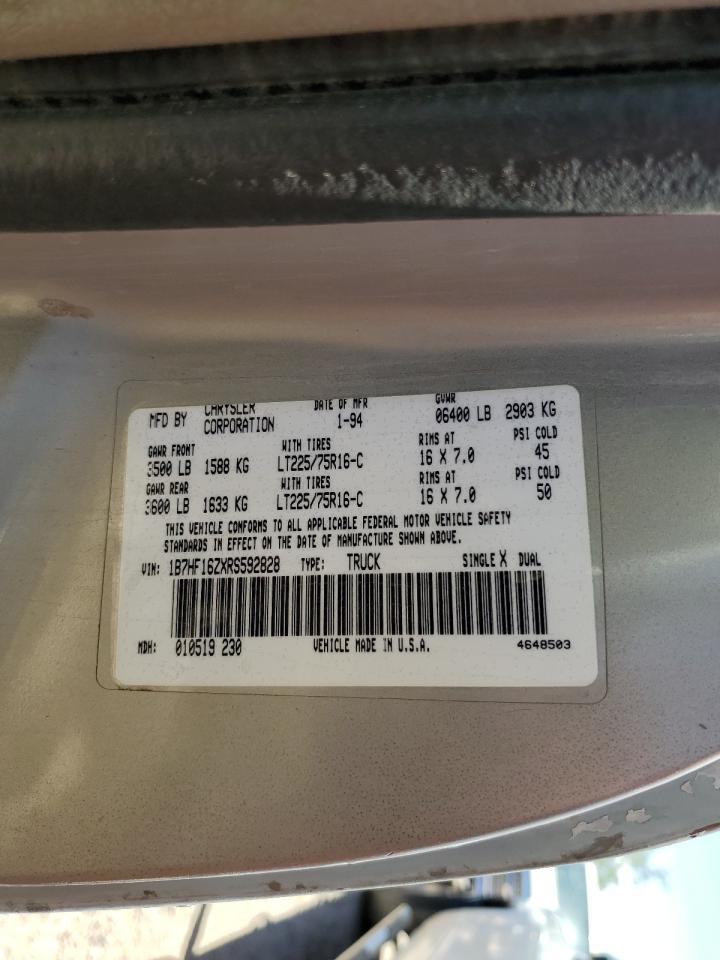 MFD BY CHRYSLER CORPORATION DATE OF MFR 1-94 GVWR 06400 LB 2903 KG
GAWR FRONT WITH TIRES RIMS AT PSI COLD
3500 LB 1588 KG LT225/75R16-C 16 X 7.0 45
GAWR REAR WITH TIRES RIMS AT PSI COLD
3600 LB 1633 KG LT225/75R16-C 16 X 7.0 50
THIS VEHICLE CONFORMS TO ALL APPLICABLE FEDERAL MOTOR VEHICLE SAFETY
STANDARDS IN EFFECT ON THE DATE OF MANUFACTURE SHOWN ABOVE.
VIN: 1B7HF16ZXRS592828 TYPE: TRUCK SINGLE X DUAL
MDH: 010519 230 VEHICLE MADE IN U.S.A. 4648503